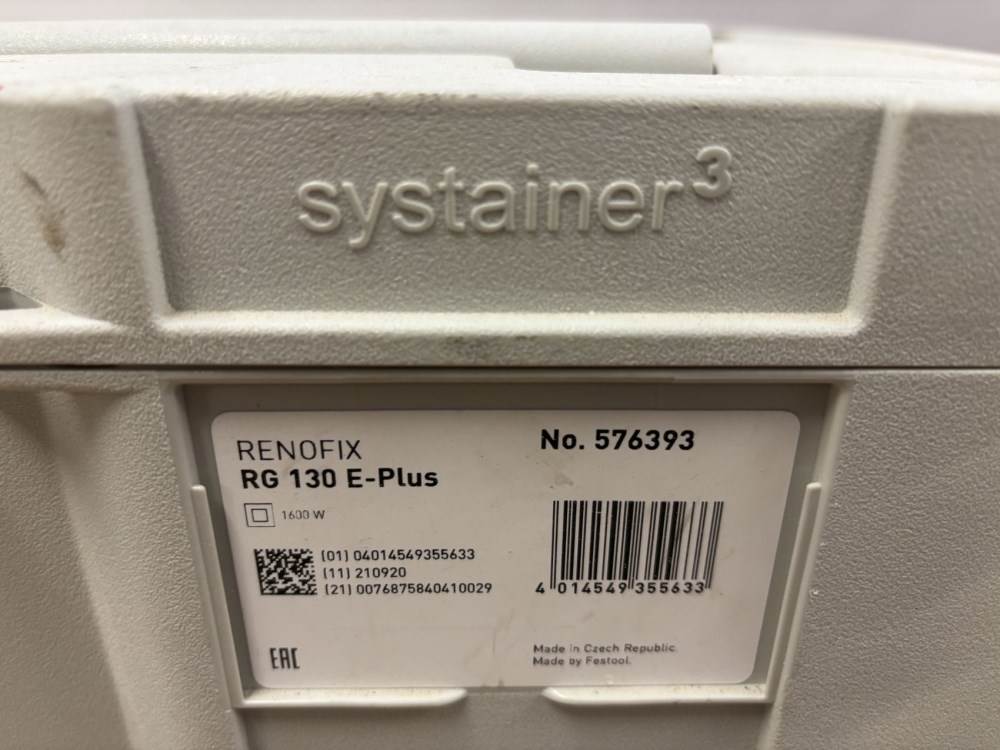 systainer³
RENOFIX
RG 130 E-Plus
No. 576393
1600 W
(01) 04014549355633
(11) 210920
(21) 0076875840410029
4 014549 355633
EAC
Made in Czech Republic.
Made by Festool.